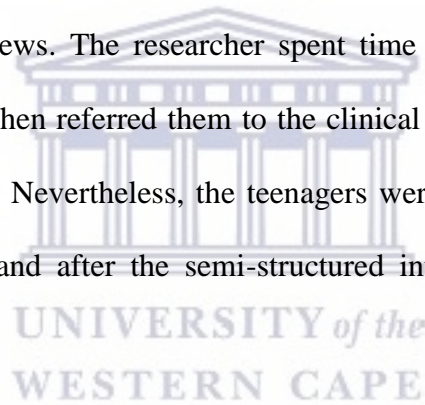 ews. The researcher spent time
hen referred them to the clinical
Nevertheless, the teenagers wer
and after the semi-structured in
UNIVERSITY of the
WESTERN CAPE